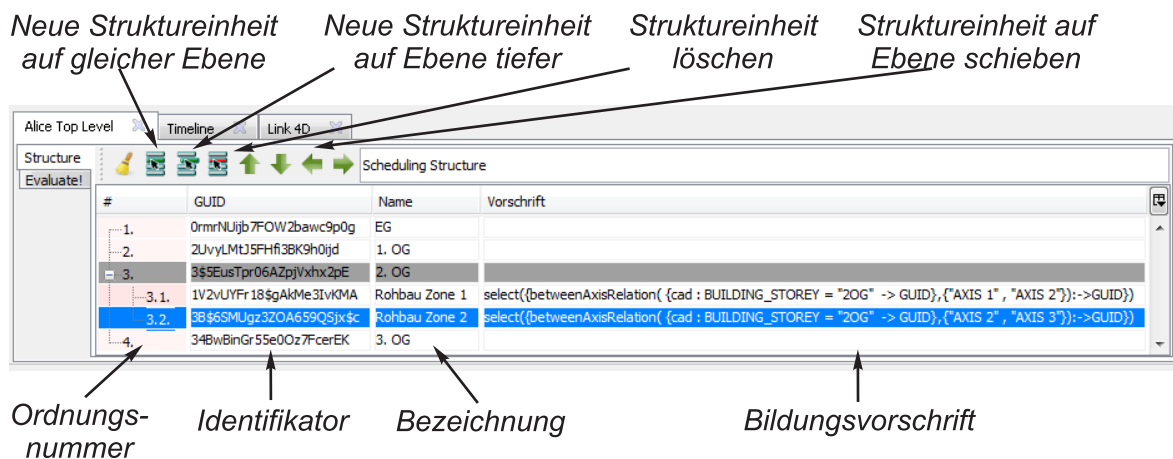 Neue Struktureinheit
auf gleicher Ebene
Neue Struktureinheit
auf Ebene tiefer
Struktureinheit
löschen
Struktureinheit auf
Ebene schieben
Alice Top Level
Timeline
Link 4D
Structure
Evaluate!
Scheduling Structure
# GUID Name Vorschrift
1. 0rmrNUijb7FOW2bawc9p0g EG
2. 2UvyLMtJ5FHfi3BK9h0ijd 1. OG
3. 3$5EusTpr06AZpjVxhx2pE 2. OG
3.1. 1V2vUYFr18$gAkMe3IvKMA Rohbau Zone 1 select({betweenAxisRelation( {cad : BUILDING_STOREY = "2OG" -> GUID},{"AXIS 1" , "AXIS 2"}):->GUID})
3.2. 3B$6SMUgz3ZOA659QSjx$c Rohbau Zone 2 select({betweenAxisRelation( {cad : BUILDING_STOREY = "2OG" -> GUID},{"AXIS 2" , "AXIS 3"}):->GUID})
4. 34BwBinGr55e0Oz7FcerEK 3. OG
Ordnungs-
nummer
Identifikator
Bezeichnung
Bildungsvorschrift